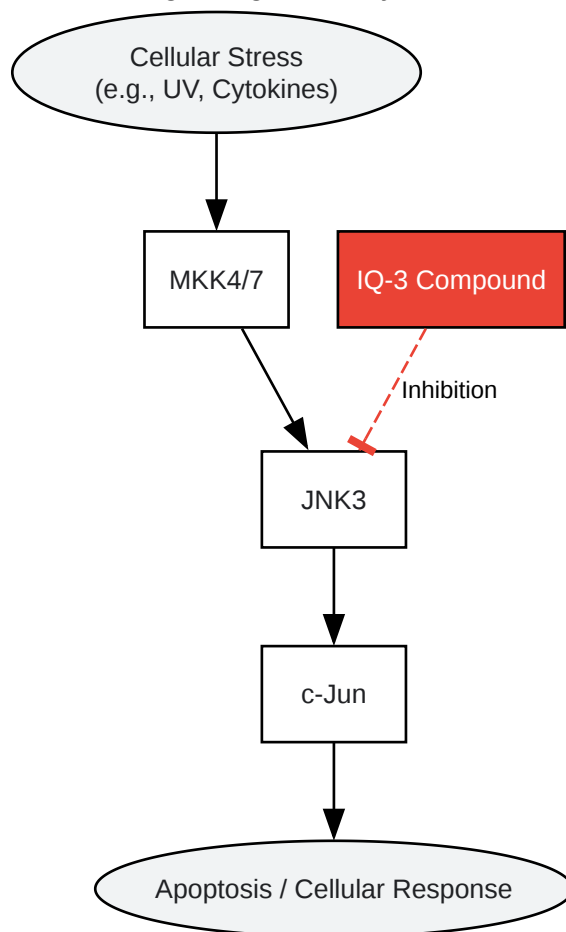 Cellular Stress
(e.g., UV, Cytokines)
MKK4/7
IQ-3 Compound
Inhibition
JNK3
c-Jun
Apoptosis / Cellular Response